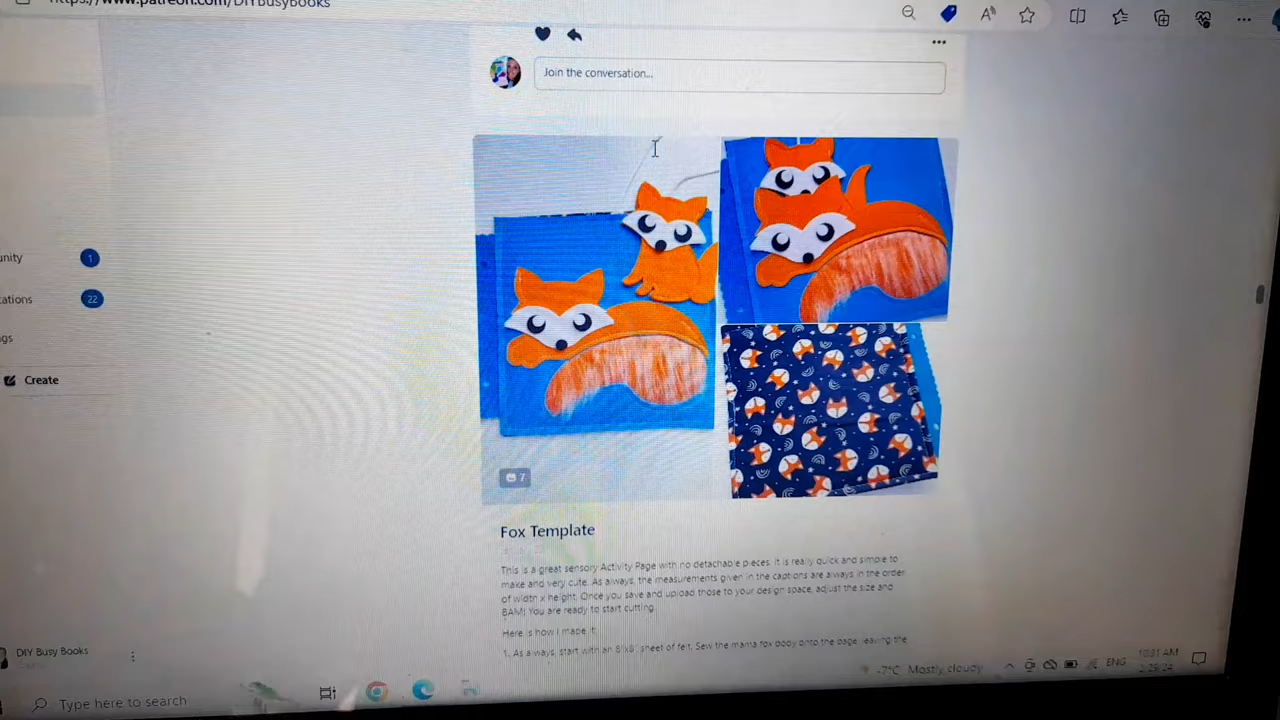 https://www.patreon.com/DIYBusyBooks
Join the conversation...
unity
1
cations
22
gs
Create
7
Fox Template
This is a great sensory Activity Page with no detachable pieces. It is really quick and simple to
make and very cute. As always, the measurements given in the captions are always in the order
of width x height. Once you save and upload those to your design space, adjust the size and
BAM! You are ready to start cutting.
Here is how I made it:
1. As always, start with an 8"x8" sheet of felt. Sew the mama fox body onto the page leaving the
DIY Busy Books
Type here to search
-7°C Mostly cloudy
ENG
10:31 AM